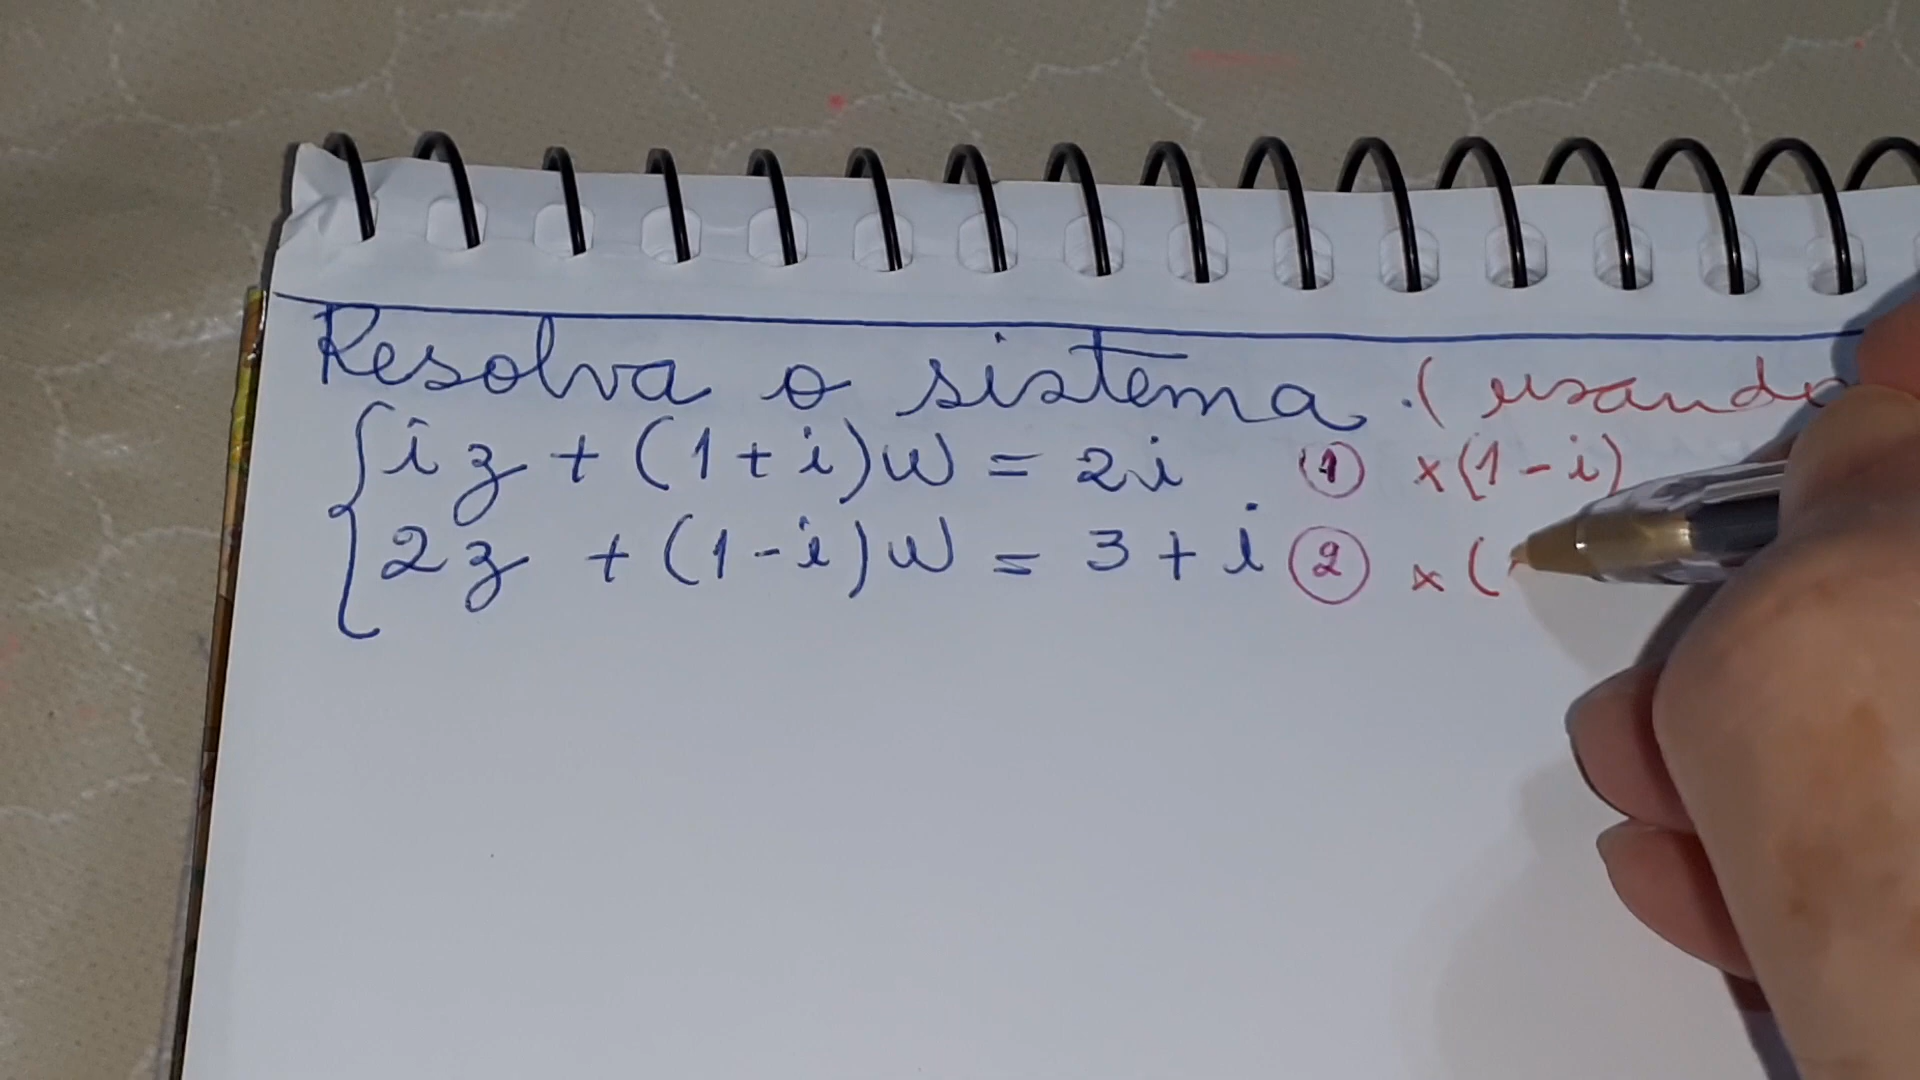 Resolva o sistema. (usando
iz + (1+i)w = 2i ① ×(1-i)
2z + (1-i)w = 3+i ② ×(